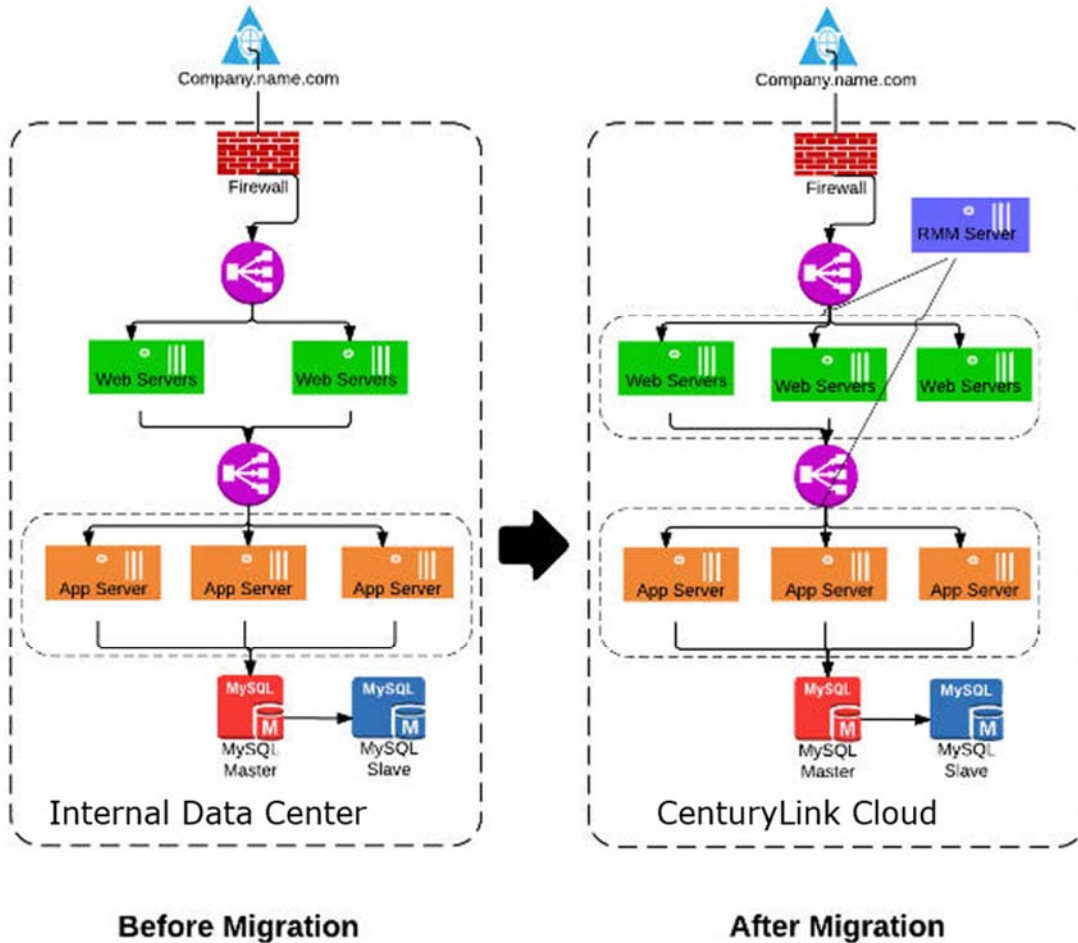 Company.name.com
Firewall
Web Servers
Web Servers
App Server
App Server
App Server
MySQL
MySQL
M
M
MySQL
Master
MySQL
Slave
Internal Data Center
Before Migration
Company.name.com
Firewall
RMM Server
Web Servers
Web Servers
Web Servers
App Server
App Server
App Server
MySQL
MySQL
M
M
MySQL
Master
MySQL
Slave
CenturyLink Cloud
After Migration